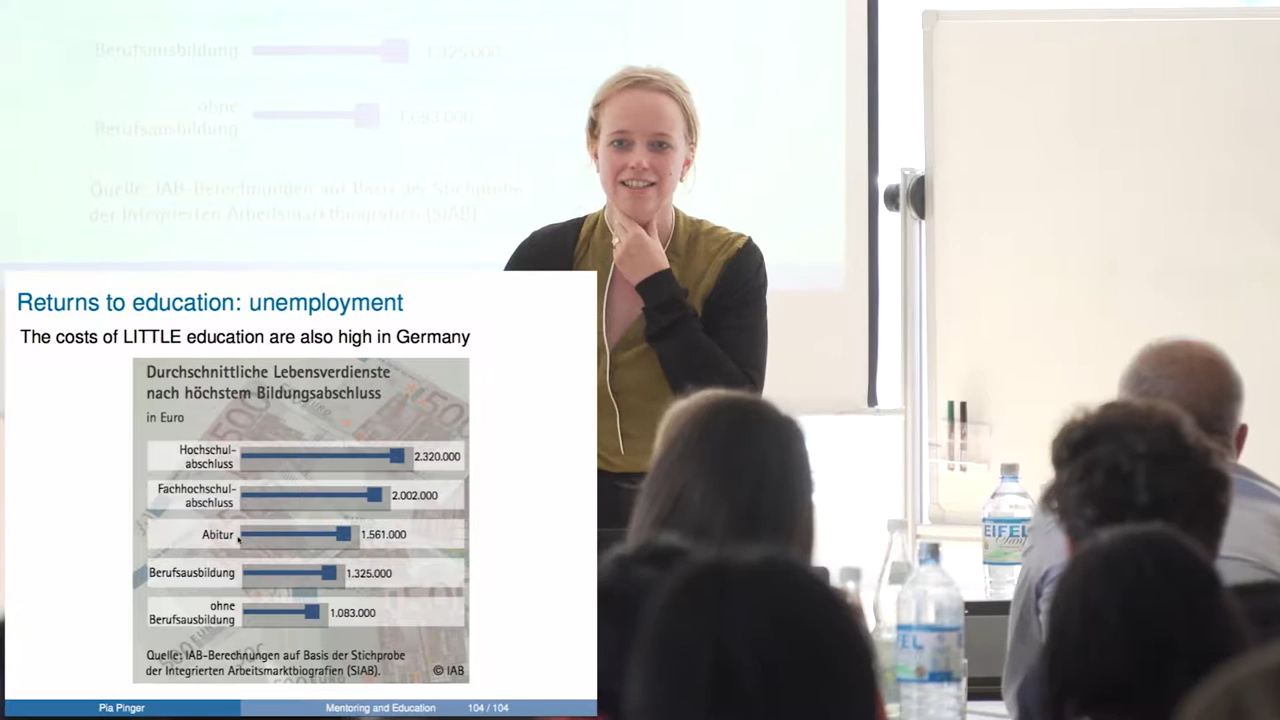 Berufsausbildung 1.325.000
ohne
Berufsausbildung 1.083.000
Quelle: IAB-Berechnungen auf Basis der Stichprobe
der Integrierten Arbeitsmarktbiografien (SIAB).
Returns to education: unemployment
The costs of LITTLE education are also high in Germany
Durchschnittliche Lebensverdienste
nach höchstem Bildungsabschluss
in Euro
Hochschul-
abschluss 2.320.000
Fachhochschul-
abschluss 2.002.000
Abitur 1.561.000
Berufsausbildung 1.325.000
ohne
Berufsausbildung 1.083.000
Quelle: IAB-Berechnungen auf Basis der Stichprobe
der Integrierten Arbeitsmarktbiografien (SIAB). © IAB
Pia Pinger Mentoring and Education 104 / 104
EIFEL